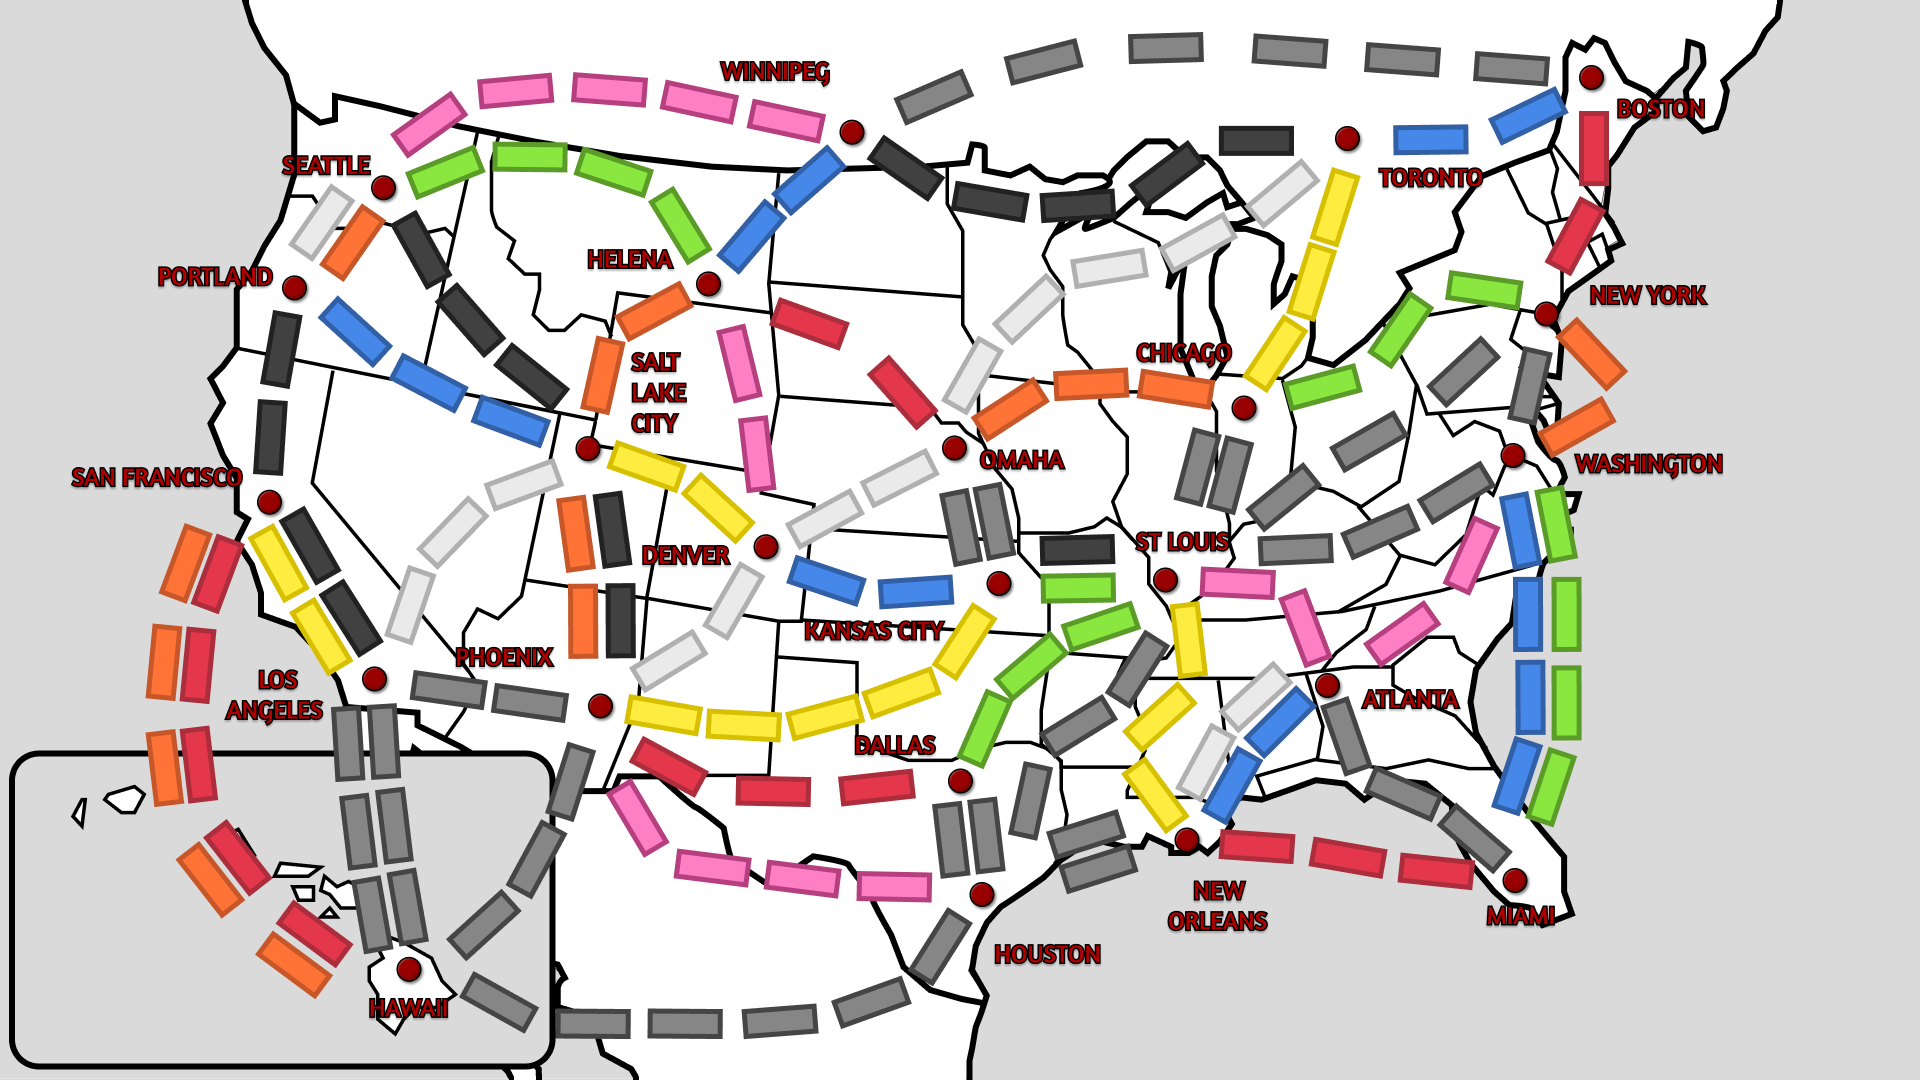 WINNIPEG
BOSTON
SEATTLE
TORONTO
HELENA
PORTLAND
NEW YORK
SALT
LAKE
CITY
CHICAGO
OMAHA
WASHINGTON
SAN FRANCISCO
DENVER
ST LOUIS
KANSAS CITY
PHOENIX
LOS
ANGELES
ATLANTA
DALLAS
NEW
ORLEANS
MIAMI
HOUSTON
HAWAII